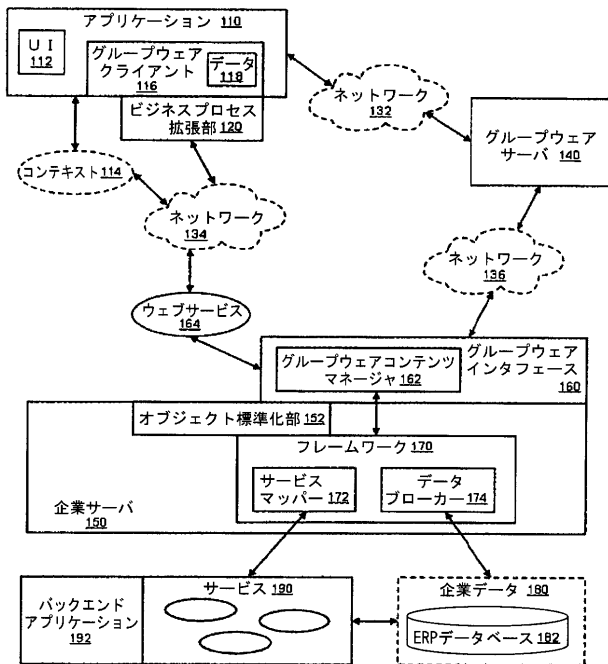 アプリケーション 110
UI
112
グループウェア
クライアント
116
データ
118
ビジネスプロセス
拡張部 120
ネットワーク
132
グループウェア
サーバ 140
コンテキスト 114
ネットワーク
134
ネットワーク
136
ウェブサービス
164
グループウェアコンテンツ
マネージャ 162
グループウェア
インタフェース
160
オブジェクト標準化部 152
フレームワーク 170
サービス
マッパー 172
データ
ブローカー 174
企業サーバ
150
バックエンド
アプリケーション
192
サービス 190
企業データ 180
ERPデータベース 182